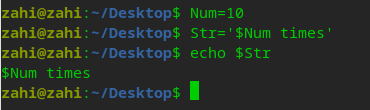 zahi@zahi:~/Desktop$ Num=10
zahi@zahi:~/Desktop$ Str='$Num times'
zahi@zahi:~/Desktop$ echo $Str
$Num times
zahi@zahi:~/Desktop$